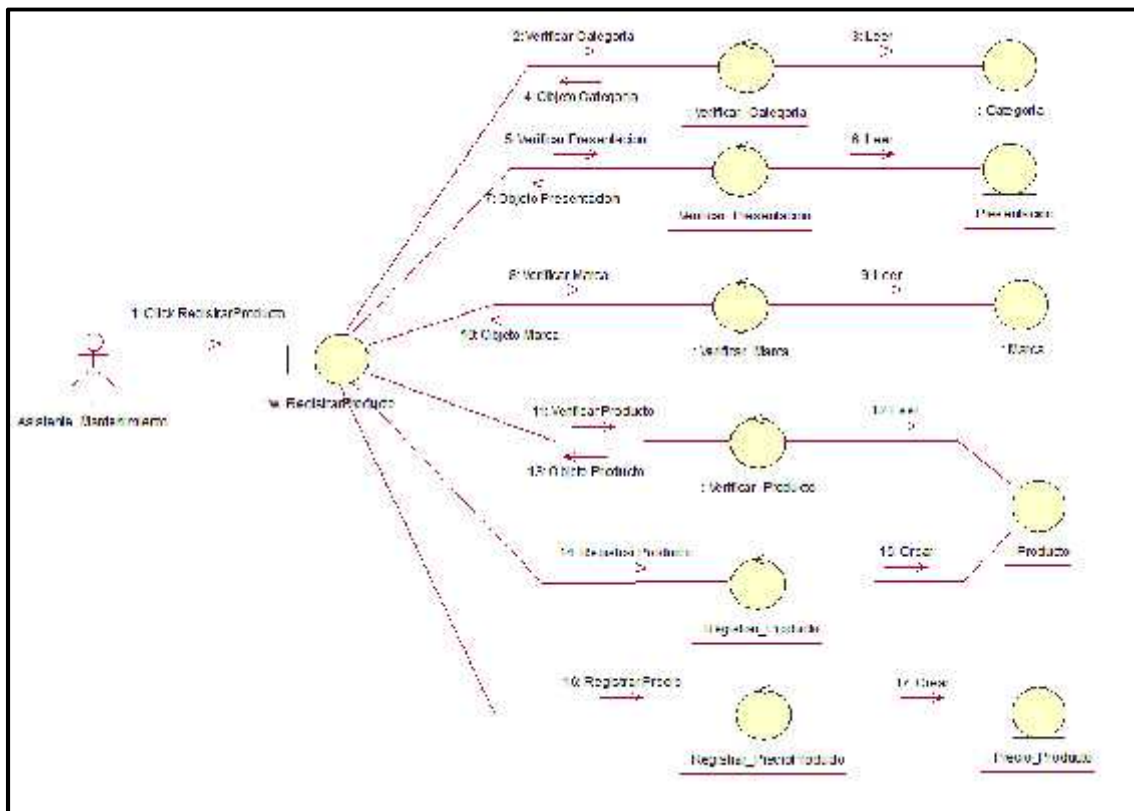 2: Verificar Categoria
3: Leer
4: Objeto Categoria
: Verificar_Categoria
: Categoria
5: Verificar Presentacion
6: Leer
7: Objeto Presentacion
Verificar_Presentacion
Presentacion
8: Verificar Marca
9: Leer
10: Objeto Marca
: Verificar_Marca
: Marca
1: Click RegistrarProducto
Asistente_Mantenimiento
RegistrarProducto
11: Verificar Producto
12: Leer
13: Objeto Producto
: Verificar_Producto
Producto
14: Registrar Producto
15: Crear
Registrar_Producto
16: Registrar Precio
17: Crear
Registrar_PrecioProducto
Precio_Producto